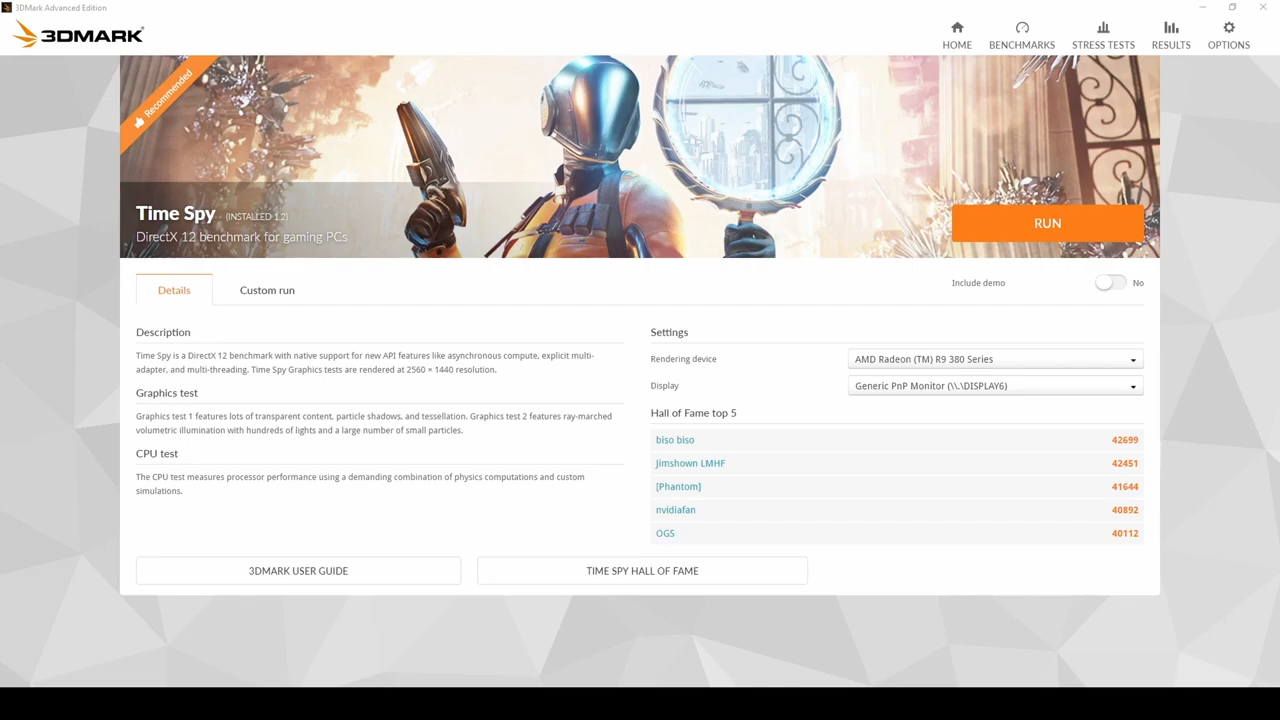 3DMark Advanced Edition
3DMARK
HOME
BENCHMARKS
STRESS TESTS
RESULTS
OPTIONS
Recommended
Time Spy (INSTALLED 1.2)
DirectX 12 benchmark for gaming PCs
RUN
Details
Custom run
Include demo
No
Description
Time Spy is a DirectX 12 benchmark with native support for new API features like asynchronous compute, explicit multi-
adapter, and multi-threading. Time Spy Graphics tests are rendered at 2560 × 1440 resolution.
Graphics test
Graphics test 1 features lots of transparent content, particle shadows, and tessellation. Graphics test 2 features ray-marched
volumetric illumination with hundreds of lights and a large number of small particles.
CPU test
The CPU test measures processor performance using a demanding combination of physics computations and custom
simulations.
Settings
Rendering device
AMD Radeon (TM) R9 380 Series
Display
Generic PnP Monitor (\\.\DISPLAY6)
Hall of Fame top 5
biso biso 42699
Jimshown LMHF 42451
[Phantom] 41644
nvidiafan 40892
OGS 40112
3DMARK USER GUIDE
TIME SPY HALL OF FAME